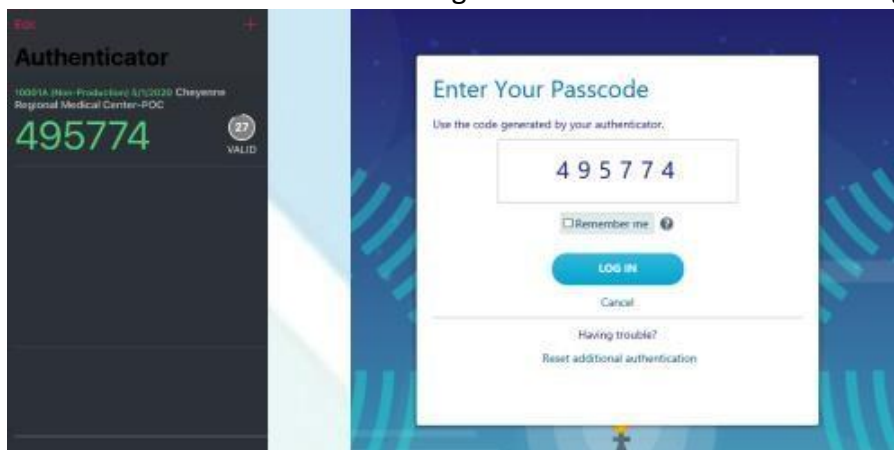 Edit +
Authenticator
10001A (Non-Production) 5/1/2020 Cheyenne
Regional Medical Center-POC
495774
27
VALID
Enter Your Passcode
Use the code generated by your authenticator.
495774
Remember me ?
LOG IN
Cancel
Having trouble?
Reset additional authentication